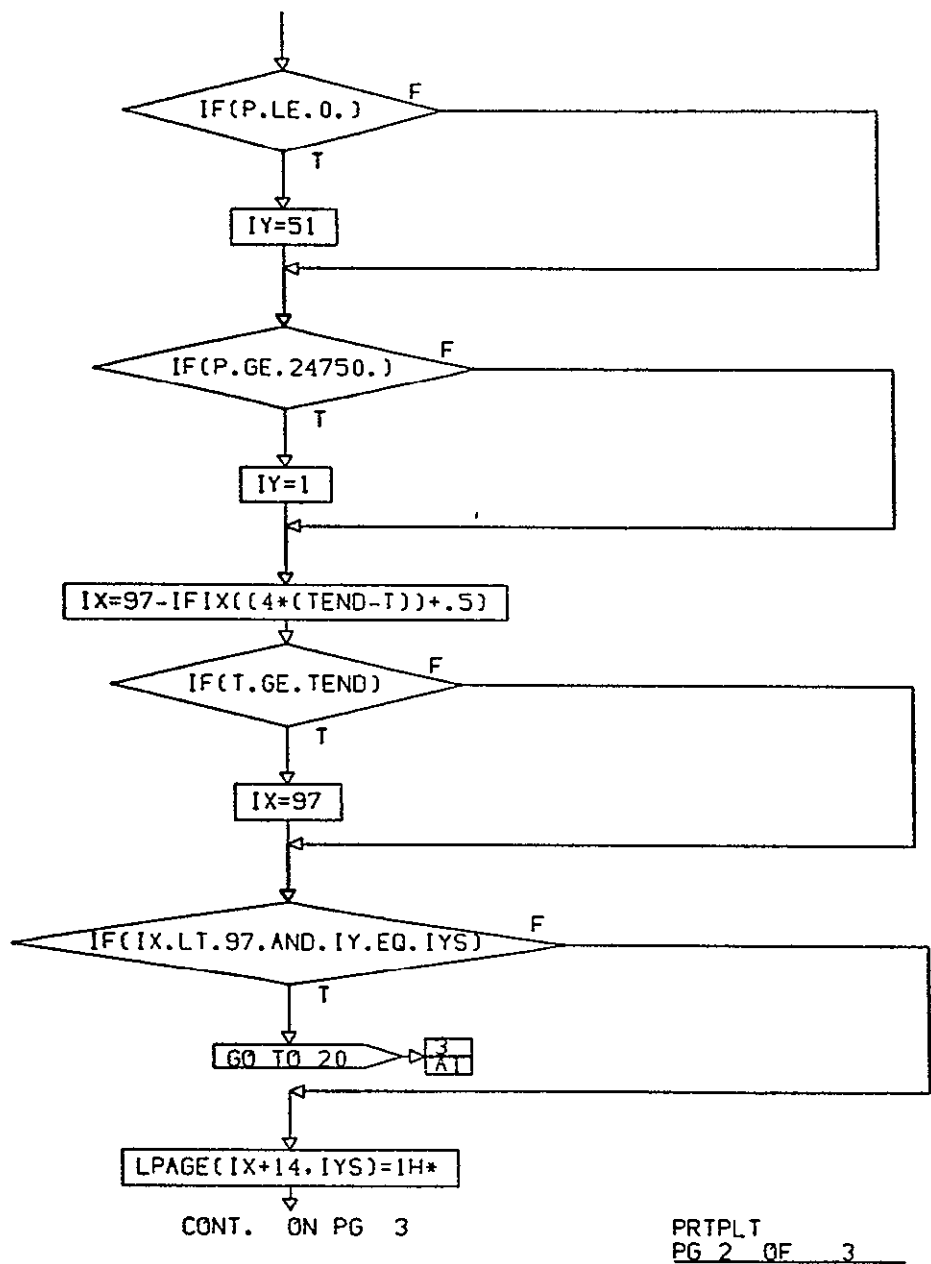 IF(P.LE.0.)
F
T
IY=51
IF(P.GE.24750.)
F
T
IY=1
IX=97-IFIX((4*(TEND-T))+.5)
IF(T.GE.TEND)
F
T
IX=97
IF(IX.LT.97.AND.IY.EQ.IYS)
F
T
GO TO 20
3
A1
LPAGE(IX+14,IYS)=1H*
CONT. ON PG 3
PRTPLT
PG 2 OF 3